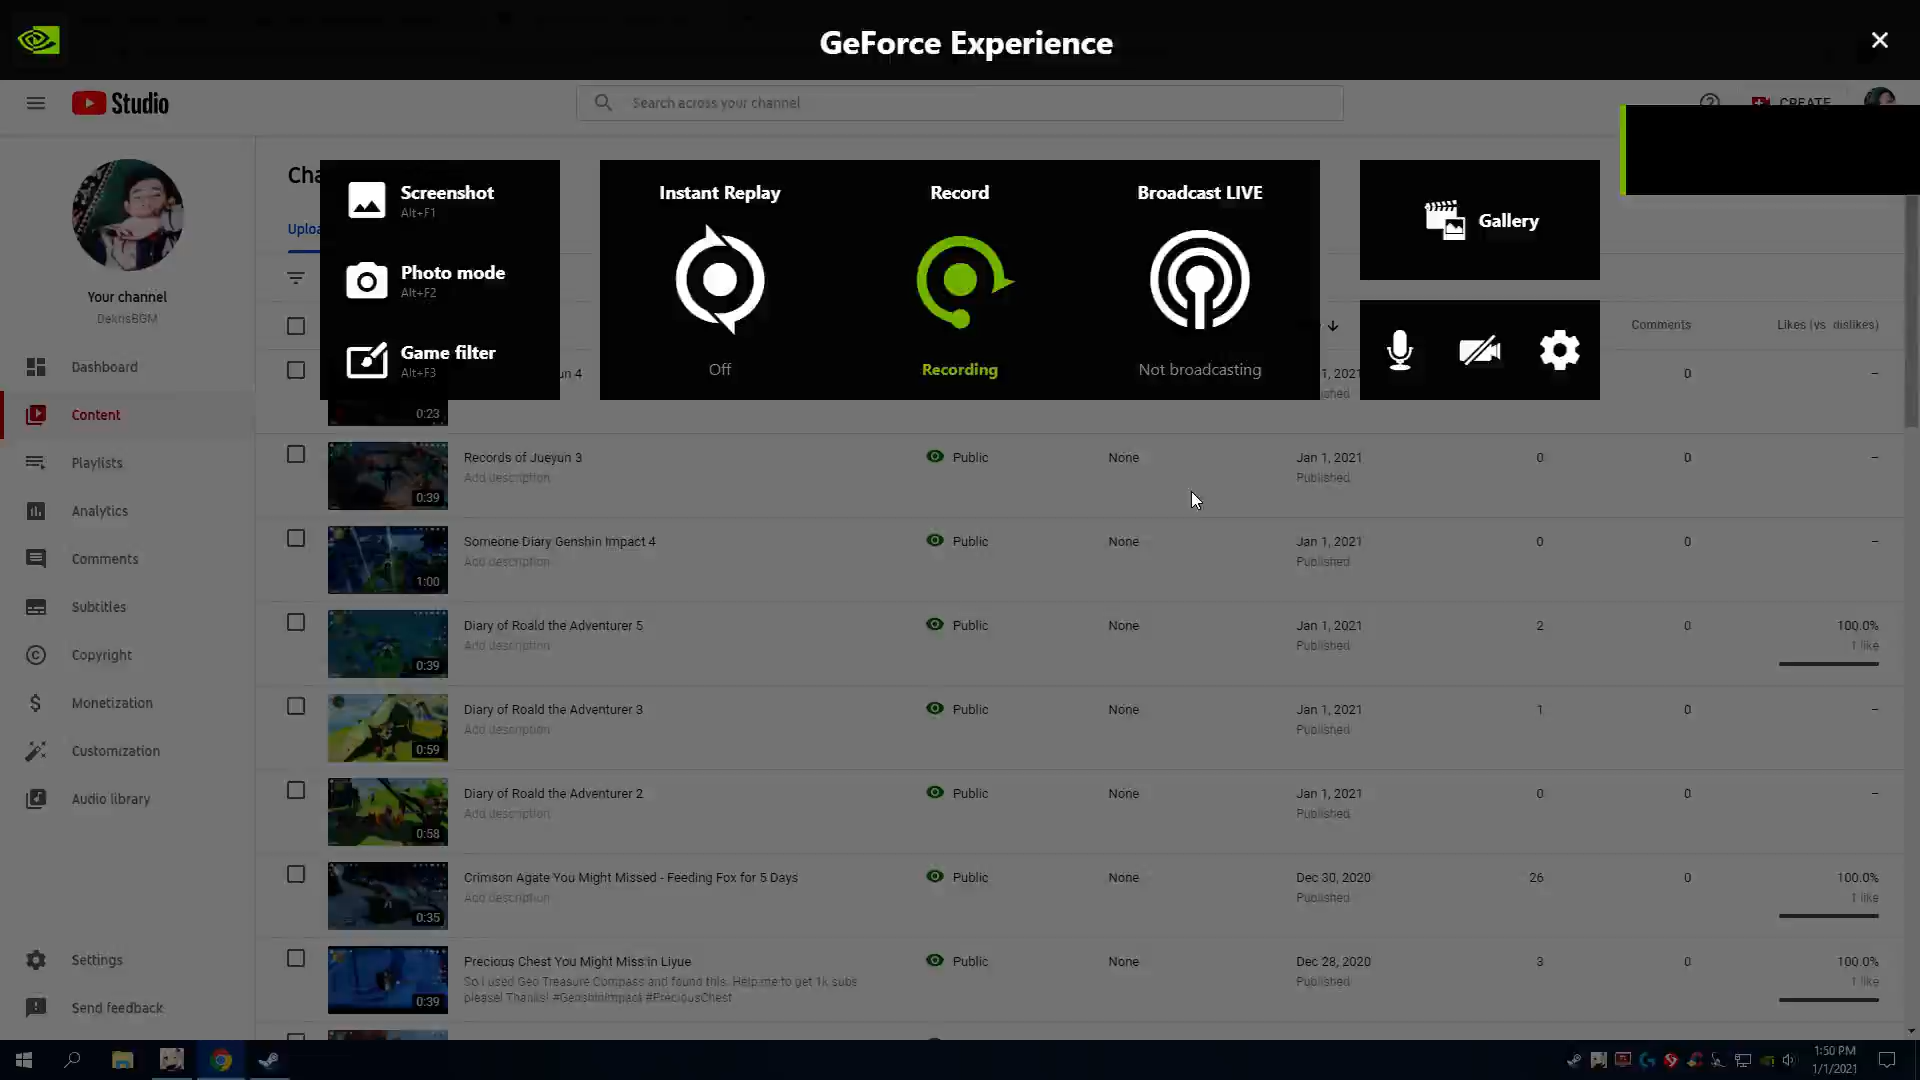 GeForce Experience
Studio
Search across your channel
CREATE
Screenshot
Alt+F1
Photo mode
Alt+F2
Game filter
Alt+F3
Instant Replay
Off
Record
Recording
Broadcast LIVE
Not broadcasting
Gallery
Your channel
DekrisBGM
Dashboard
Content
Playlists
Analytics
Comments
Subtitles
Copyright
Monetization
Customization
Audio library
Settings
Send feedback
Comments
Likes (vs. dislikes)
0:23
0
–
Records of Jueyun 3
Add description
0:39
Public
None
Jan 1, 2021
Published
0
0
–
Someone Diary Genshin Impact 4
Add description
1:00
Public
None
Jan 1, 2021
Published
0
0
–
Diary of Roald the Adventurer 5
Add description
0:39
Public
None
Jan 1, 2021
Published
2
0
100.0%
1 like
Diary of Roald the Adventurer 3
Add description
0:59
Public
None
Jan 1, 2021
Published
1
0
–
Diary of Roald the Adventurer 2
Add description
0:58
Public
None
Jan 1, 2021
Published
0
0
–
Crimson Agate You Might Missed - Feeding Fox for 5 Days
Add description
0:35
Public
None
Dec 30, 2020
Published
26
0
100.0%
1 like
Precious Chest You Might Miss in Liyue
So I used Geo Treasure Compass and found this. Help me to get 1k subs
please! Thanks! #GenshinImpact #PreciousChest
0:39
Public
None
Dec 28, 2020
Published
3
0
100.0%
1 like
1:50 PM
1/1/2021